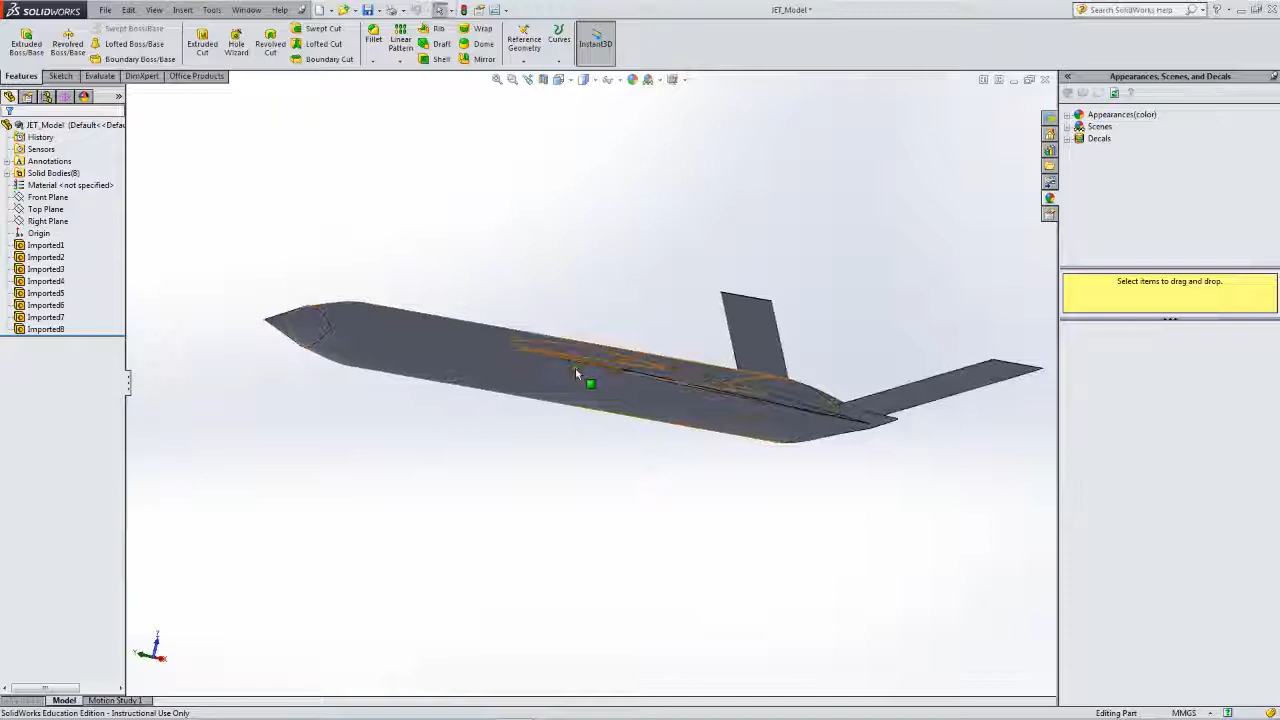 SOLIDWORKS File Edit View Insert Tools Window Help JET_Model * Search SolidWorks Help
Extruded Boss/Base
Revolved Boss/Base
Swept Boss/Base
Lofted Boss/Base
Boundary Boss/Base
Extruded Cut
Hole Wizard
Revolved Cut
Swept Cut
Lofted Cut
Boundary Cut
Fillet
Linear Pattern
Rib
Draft
Shell
Wrap
Dome
Mirror
Reference Geometry
Curves
Instant3D
Features Sketch Evaluate DimXpert Office Products
Appearances, Scenes, and Decals
JET_Model (Default<<Defau
History
Sensors
Annotations
Solid Bodies(8)
Material <not specified>
Front Plane
Top Plane
Right Plane
Origin
Imported1
Imported2
Imported3
Imported4
Imported5
Imported6
Imported7
Imported8
Appearances(color)
Scenes
Decals
Select items to drag and drop.
Z
Y
X
Model Motion Study 1
SolidWorks Education Edition - Instructional Use Only Editing Part MMGS